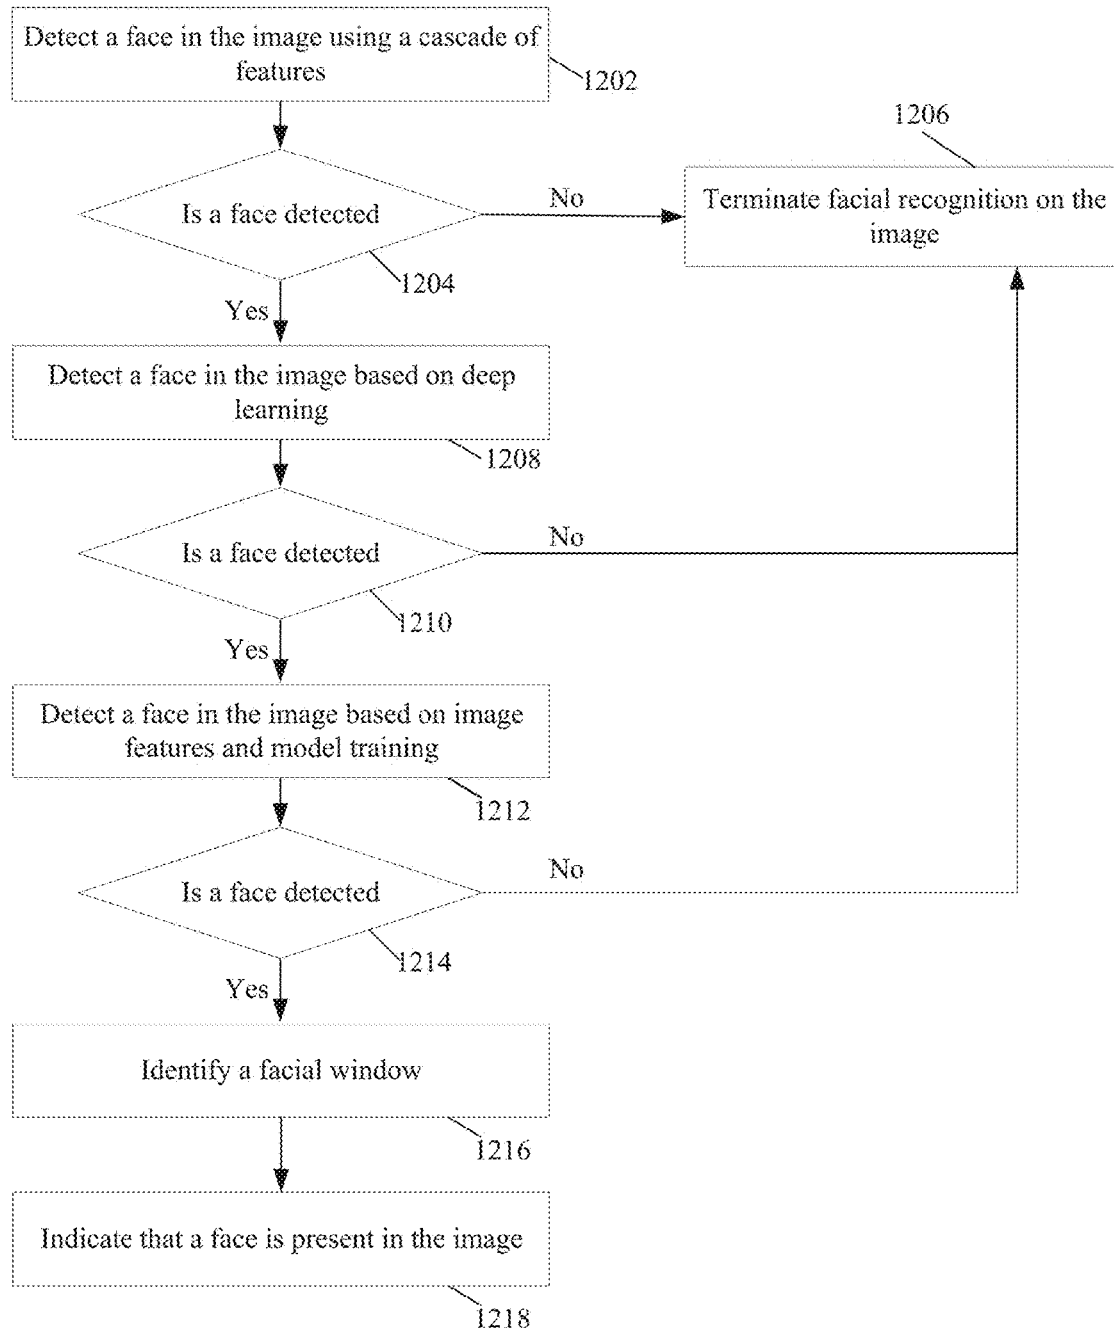 Detect a face in the image using a cascade of
features
1202
1206
Terminate facial recognition on the
image
Is a face detected
No
1204
Yes
Detect a face in the image based on deep
learning
1208
Is a face detected
No
1210
Yes
Detect a face in the image based on image
features and model training
1212
Is a face detected
No
1214
Yes
Identify a facial window
1216
Indicate that a face is present in the image
1218